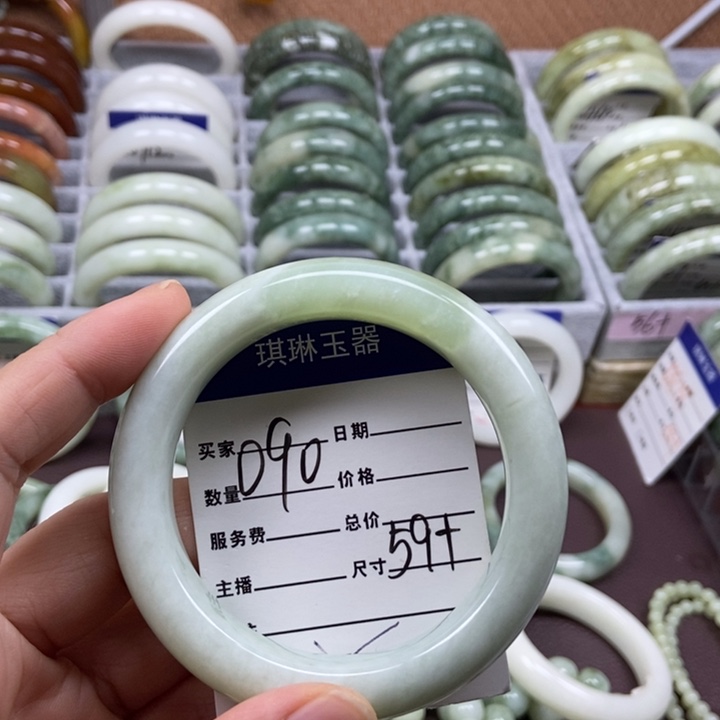 琪琳玉器
买家 090 日期
数量 价格
服务费 总价
主播 尺寸 59+
56+